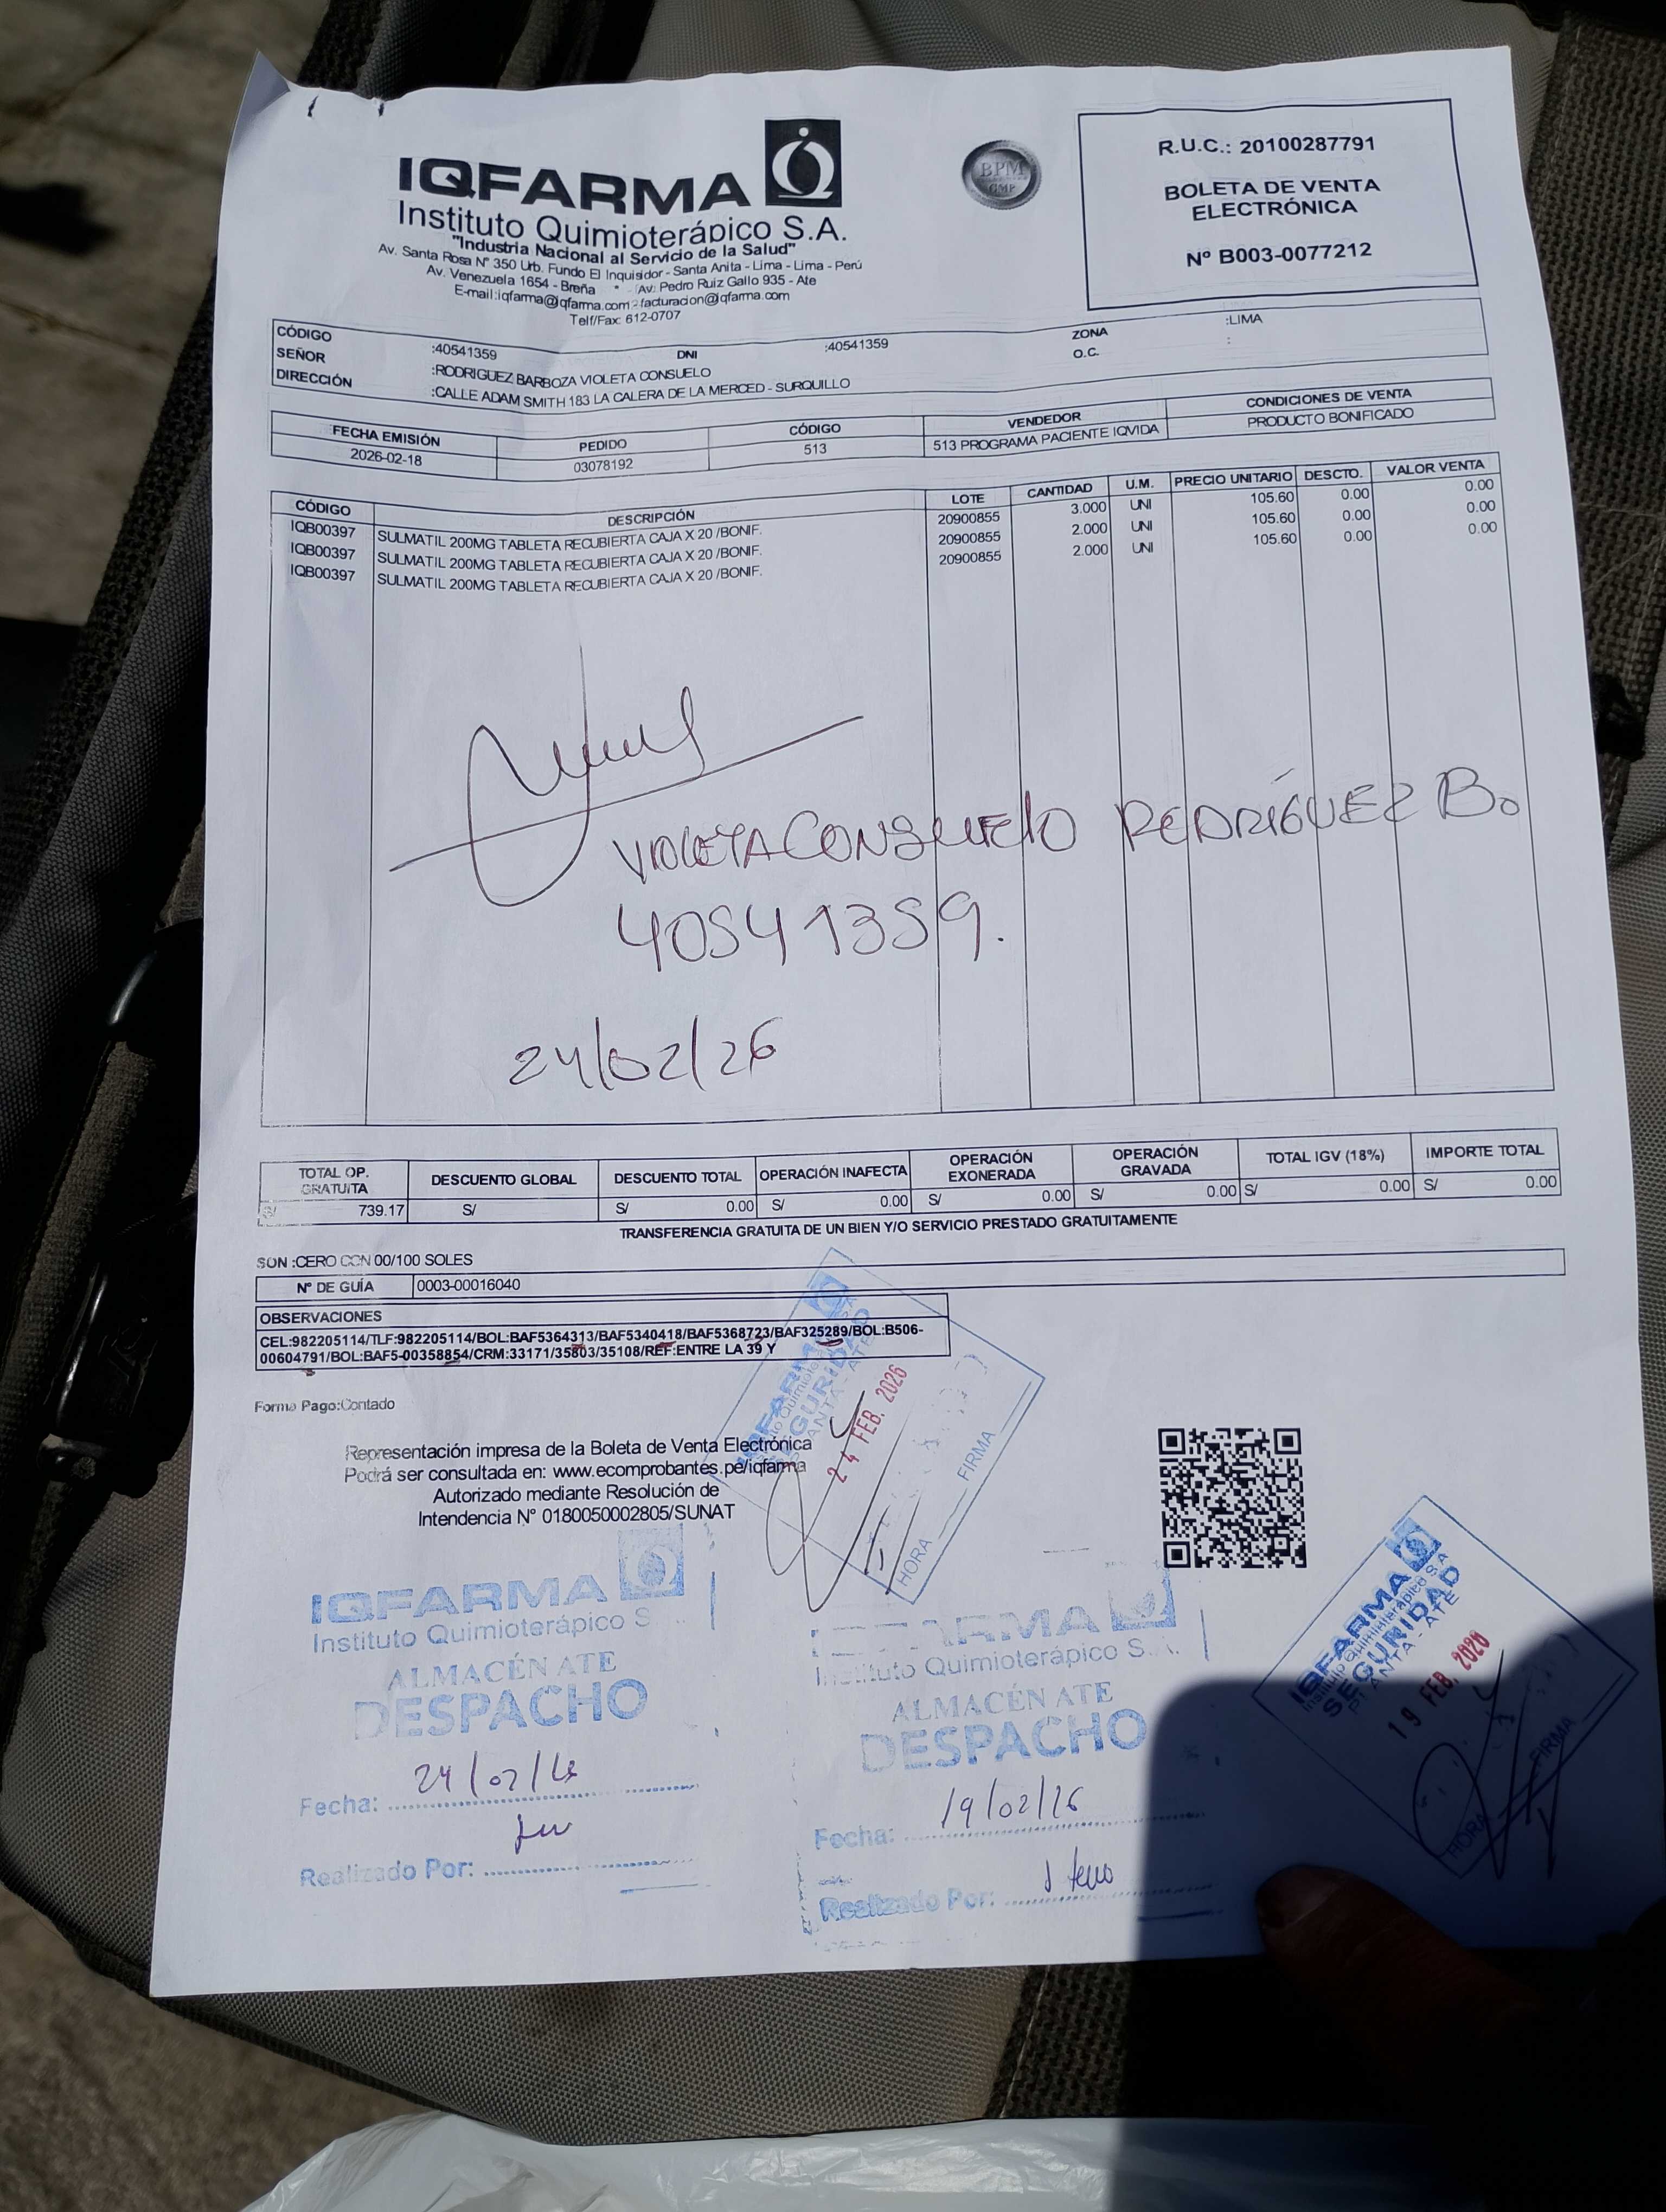 IQFARMA
Instituto Quimioterápico S.A.
"Industria Nacional al Servicio de la Salud"
Av. Santa Rosa N° 350 Urb. Fundo El Inquisidor - Santa Anita - Lima - Lima - Perú
Av. Venezuela 1654 - Breña * Av. Pedro Ruiz Gallo 935 - Ate
E-mail:iqfarma@iqfarma.com - facturacion@iqfarma.com
Telf/Fax: 612-0707
BPM
GMP
R.U.C.: 20100287791
BOLETA DE VENTA
ELECTRÓNICA
Nº B003-0077212
CÓDIGO :40541359 DNI :40541359 ZONA :LIMA
SEÑOR :RODRIGUEZ BARBOZA VIOLETA CONSUELO O.C. :
DIRECCIÓN :CALLE ADAM SMITH 183 LA CALERA DE LA MERCED - SURQUILLO
FECHA EMISIÓN PEDIDO CÓDIGO VENDEDOR CONDICIONES DE VENTA
2026-02-18 03078192 513 513 PROGRAMA PACIENTE IQVIDA PRODUCTO BONIFICADO
CÓDIGO DESCRIPCIÓN LOTE CANTIDAD U.M. PRECIO UNITARIO DESCTO. VALOR VENTA
IQB00397 SULMATIL 200MG TABLETA RECUBIERTA CAJA X 20 /BONIF. 20900855 3.000 UNI 105.60 0.00 0.00
IQB00397 SULMATIL 200MG TABLETA RECUBIERTA CAJA X 20 /BONIF. 20900855 2.000 UNI 105.60 0.00 0.00
IQB00397 SULMATIL 200MG TABLETA RECUBIERTA CAJA X 20 /BONIF. 20900855 2.000 UNI 105.60 0.00 0.00
VIOLETA CONSUELO RODRÍGUEZ B.
40541359.
24/02/26
TOTAL OP. GRATUITA DESCUENTO GLOBAL DESCUENTO TOTAL OPERACIÓN INAFECTA OPERACIÓN EXONERADA OPERACIÓN GRAVADA TOTAL IGV (18%) IMPORTE TOTAL
S/ 739.17 S/ S/ 0.00 S/ 0.00 S/ 0.00 S/ 0.00 S/ 0.00 S/ 0.00
TRANSFERENCIA GRATUITA DE UN BIEN Y/O SERVICIO PRESTADO GRATUITAMENTE
SON :CERO CON 00/100 SOLES
Nº DE GUÍA 0003-00016040
OBSERVACIONES
CEL:982205114/TLF:982205114/BOL:BAF5364313/BAF5340418/BAF5368723/BAF325289/BOL:B506-
00604791/BOL:BAF5-00358854/CRM:33171/35803/35108/REF:ENTRE LA 39 Y
Forma Pago:Contado
Representación impresa de la Boleta de Venta Electrónica
Podrá ser consultada en: www.ecomprobantes.pe/iqfarma
Autorizado mediante Resolución de
Intendencia N° 0180050002805/SUNAT
IQFARMA
SEGURIDAD
24 FEB. 2026
HORA FIRMA
IQFARMA
Instituto Quimioterápico S
ALMACÉN ATE
DESPACHO
Fecha: 24/02/26
Realizado Por:
Instituto Quimioterápico S.A.
ALMACÉN ATE
DESPACHO
Fecha: 19/02/26
Realizado Por:
IQFARMA
Instituto Quimioterápico S.A
SEGURIDAD
PLANTA - ATE
19 FEB. 2026
HORA FIRMA